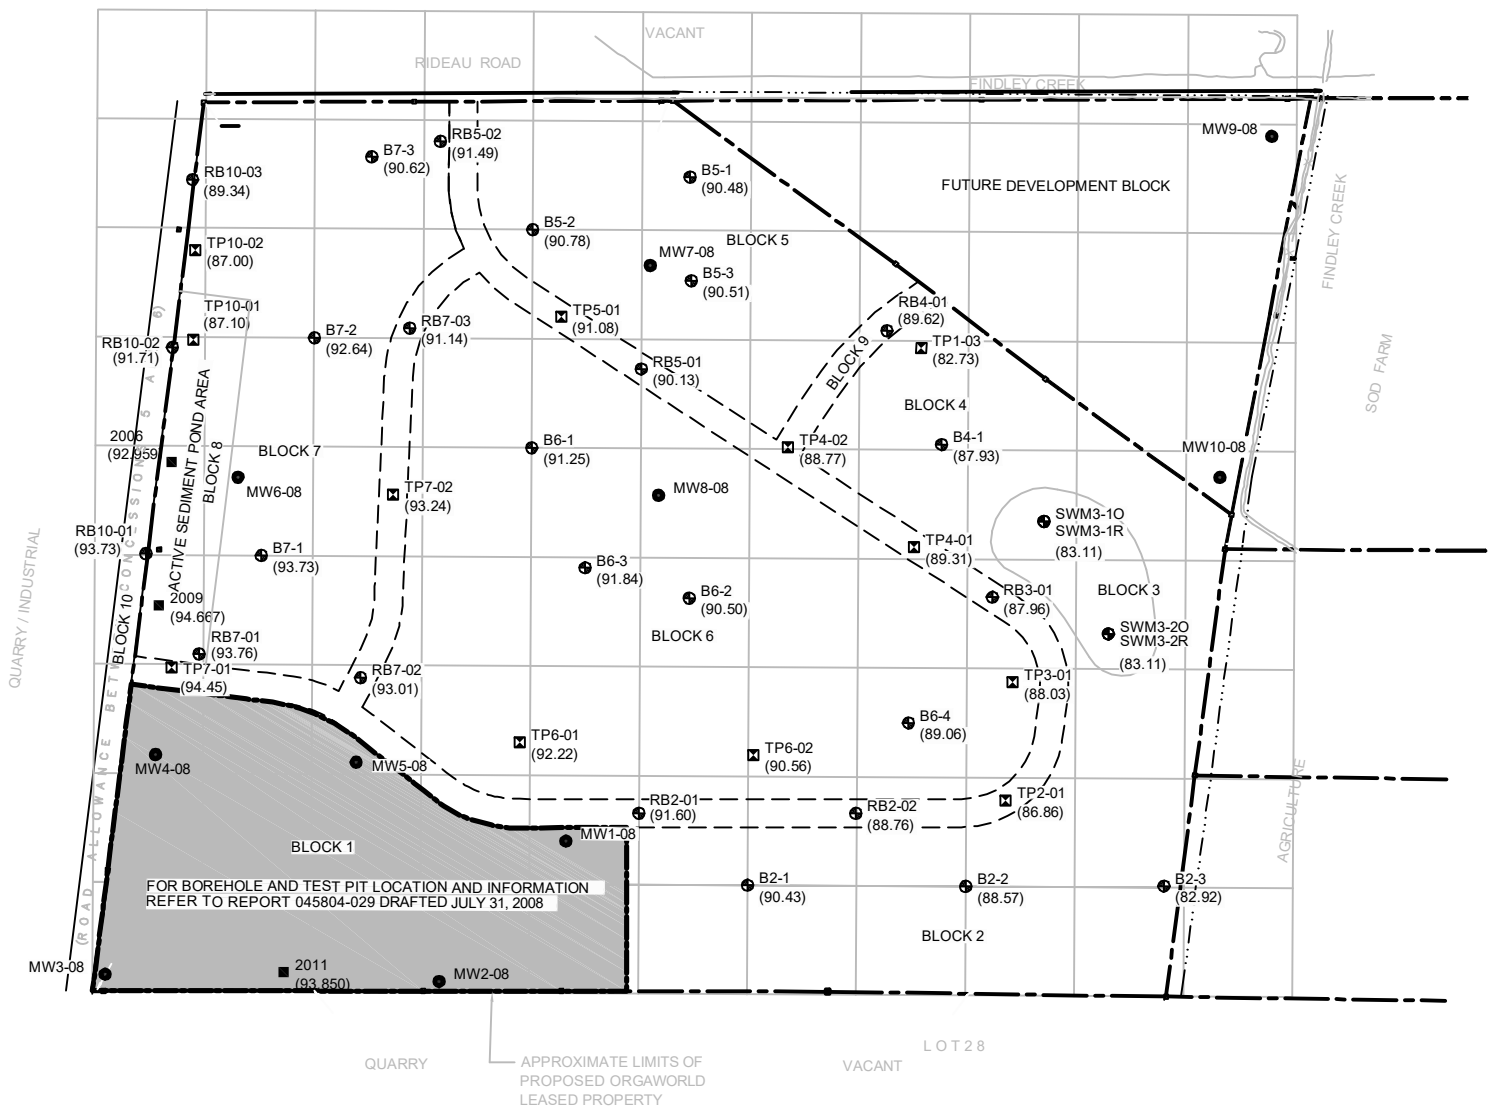 VACANT
RIDEAU ROAD
FINDLEY CREEK
MW9-08
RB5-02
(91.49)
B7-3
(90.62)
RB10-03
(89.34)
B5-1
(90.48)
FUTURE DEVELOPMENT BLOCK
FINDLEY CREEK
B5-2
(90.78)
BLOCK 5
TP10-02
(87.00)
MW7-08
B5-3
(90.51)
TP10-01
(87.10)
RB4-01
(89.62)
TP5-01
(91.08)
RB7-03
(91.14)
B7-2
(92.64)
RB10-02
(91.71)
TP1-03
(82.73)
BLOCK 9
RB5-01
(90.13)
SOD FARM
BLOCK 4
2006
(92.959
BLOCK 7
B6-1
(91.25)
TP4-02
(88.77)
B4-1
(87.93)
MW10-08
ACTIVE SEDIMENT POND AREA
BLOCK 8
MW6-08
TP7-02
(93.24)
MW8-08
SWM3-1O
SWM3-1R
(83.11)
RB10-01
(93.73)
B7-1
(93.73)
TP4-01
(89.31)
B6-3
(91.84)
QUARRY / INDUSTRIAL
2009
(94.667)
B6-2
(90.50)
RB3-01
(87.96)
BLOCK 3
BLOCK 10
BLOCK 6
SWM3-2O
SWM3-2R
(83.11)
RB7-01
(93.76)
TP7-01
(94.45)
RB7-02
(93.01)
TP3-01
(88.03)
B6-4
(89.06)
TP6-01
(92.22)
TP6-02
(90.56)
MW4-08
MW5-08
(ROAD ALLOWANCE BETW CONCESSIONS 5 A 6)
RB2-01
(91.60)
RB2-02
(88.76)
TP2-01
(86.86)
AGRICULTURE
MW1-08
BLOCK 1
FOR BOREHOLE AND TEST PIT LOCATION AND INFORMATION
REFER TO REPORT 045804-029 DRAFTED JULY 31, 2008
B2-1
(90.43)
B2-2
(88.57)
B2-3
(82.92)
BLOCK 2
MW3-08
2011
(93.850)
MW2-08
LOT 28
QUARRY
APPROXIMATE LIMITS OF
PROPOSED ORGAWORLD
LEASED PROPERTY
VACANT